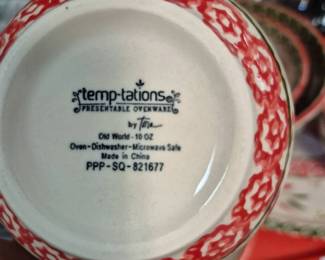 temp-tations
PRESENTABLE OVENWARE
by Tara
Old World - 10 OZ
Oven-Dishwasher-Microwave Safe
Made in China
PPP-SQ-821677